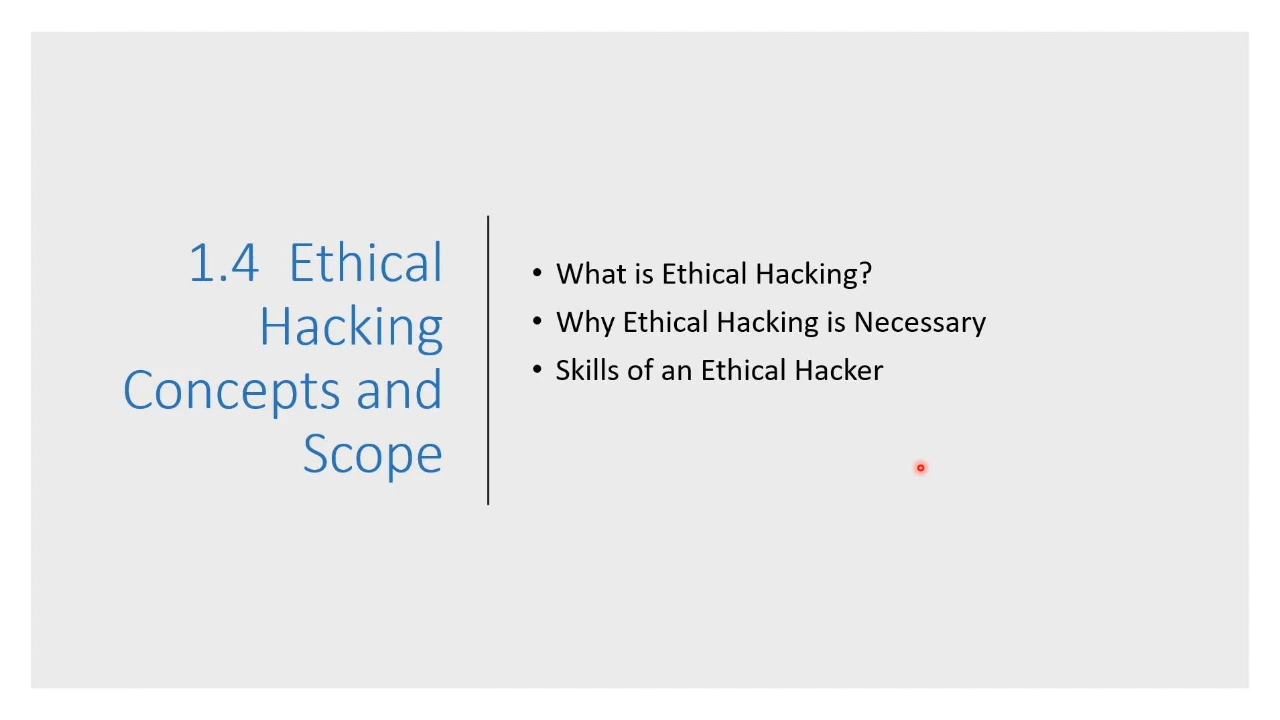 1.4  Ethical
Hacking
Concepts and
Scope
• What is Ethical Hacking?
• Why Ethical Hacking is Necessary
• Skills of an Ethical Hacker